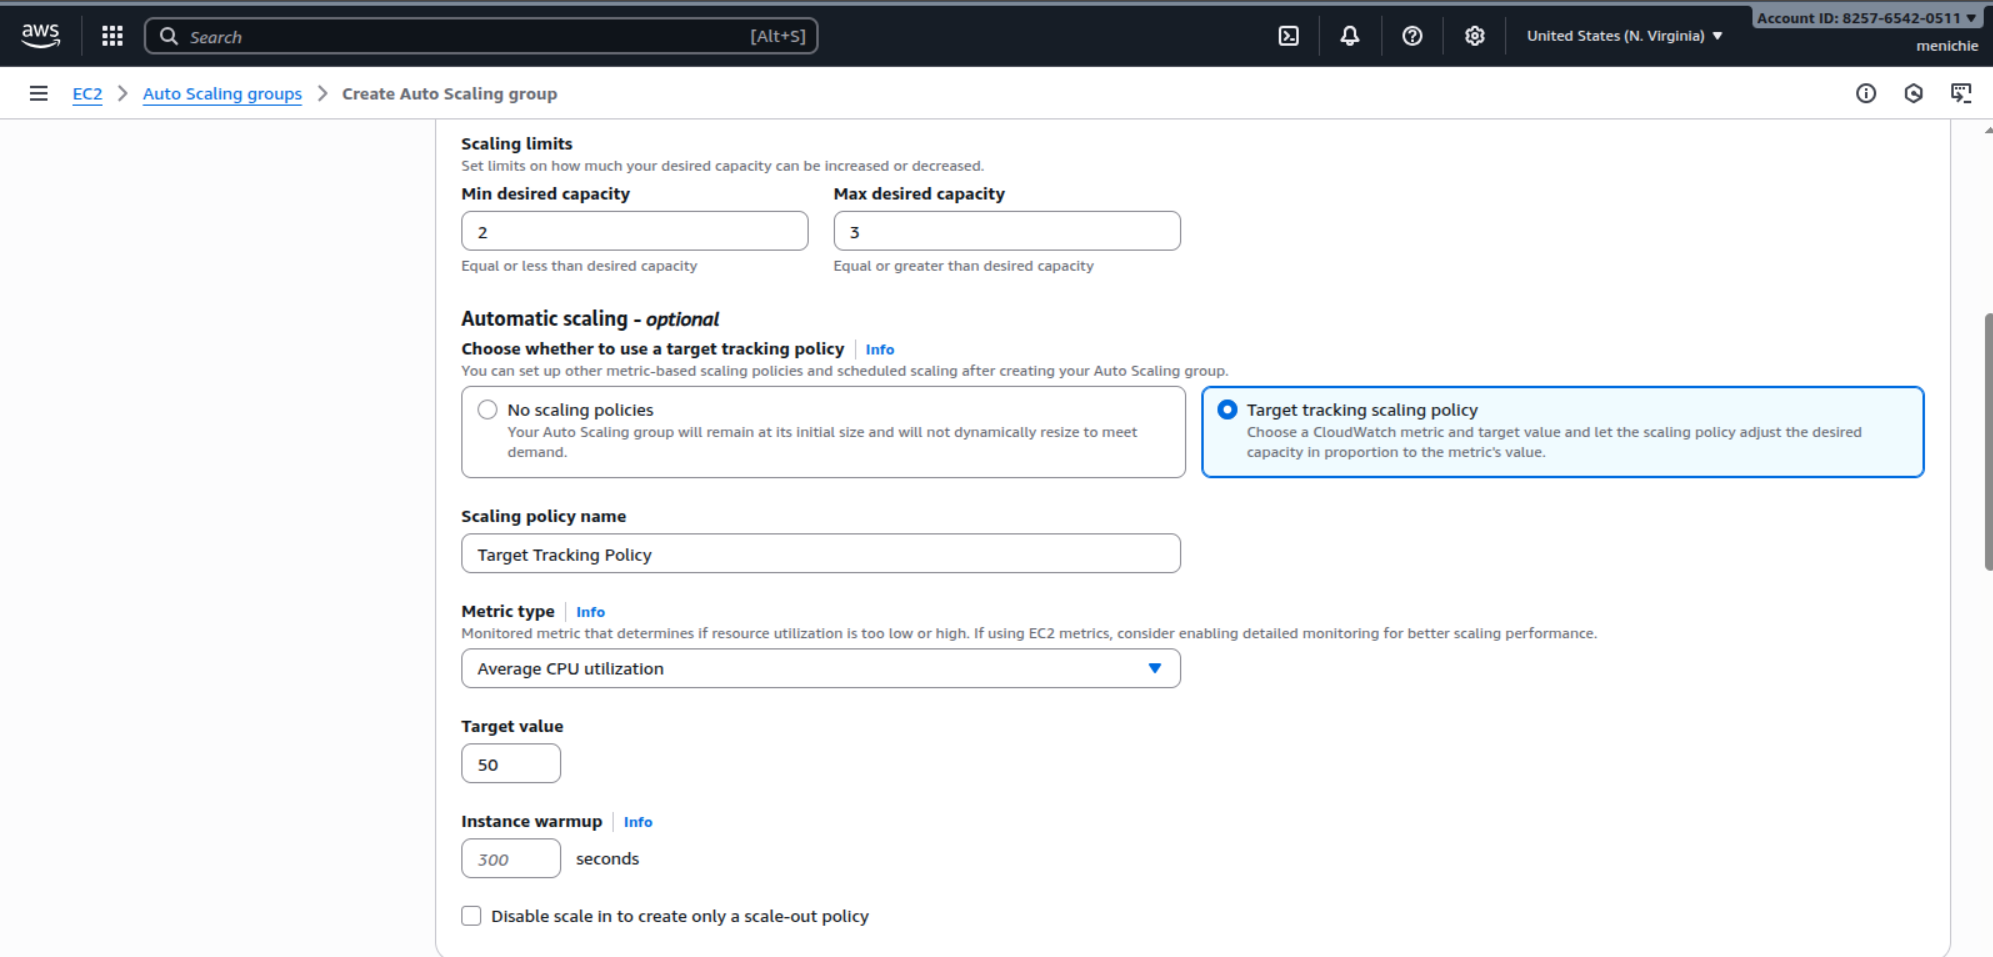 aws
Search
[Alt+S]
United States (N. Virginia)
Account ID: 8257-6542-0511
menichie
EC2
Auto Scaling groups
Create Auto Scaling group
Scaling limits
Set limits on how much your desired capacity can be increased or decreased.
Min desired capacity
Max desired capacity
2
3
Equal or less than desired capacity
Equal or greater than desired capacity
Automatic scaling - optional
Choose whether to use a target tracking policy
Info
You can set up other metric-based scaling policies and scheduled scaling after creating your Auto Scaling group.
No scaling policies
Your Auto Scaling group will remain at its initial size and will not dynamically resize to meet
demand.
Target tracking scaling policy
Choose a CloudWatch metric and target value and let the scaling policy adjust the desired
capacity in proportion to the metric's value.
Scaling policy name
Target Tracking Policy
Metric type
Info
Monitored metric that determines if resource utilization is too low or high. If using EC2 metrics, consider enabling detailed monitoring for better scaling performance.
Average CPU utilization
Target value
50
Instance warmup
Info
300
seconds
Disable scale in to create only a scale-out policy